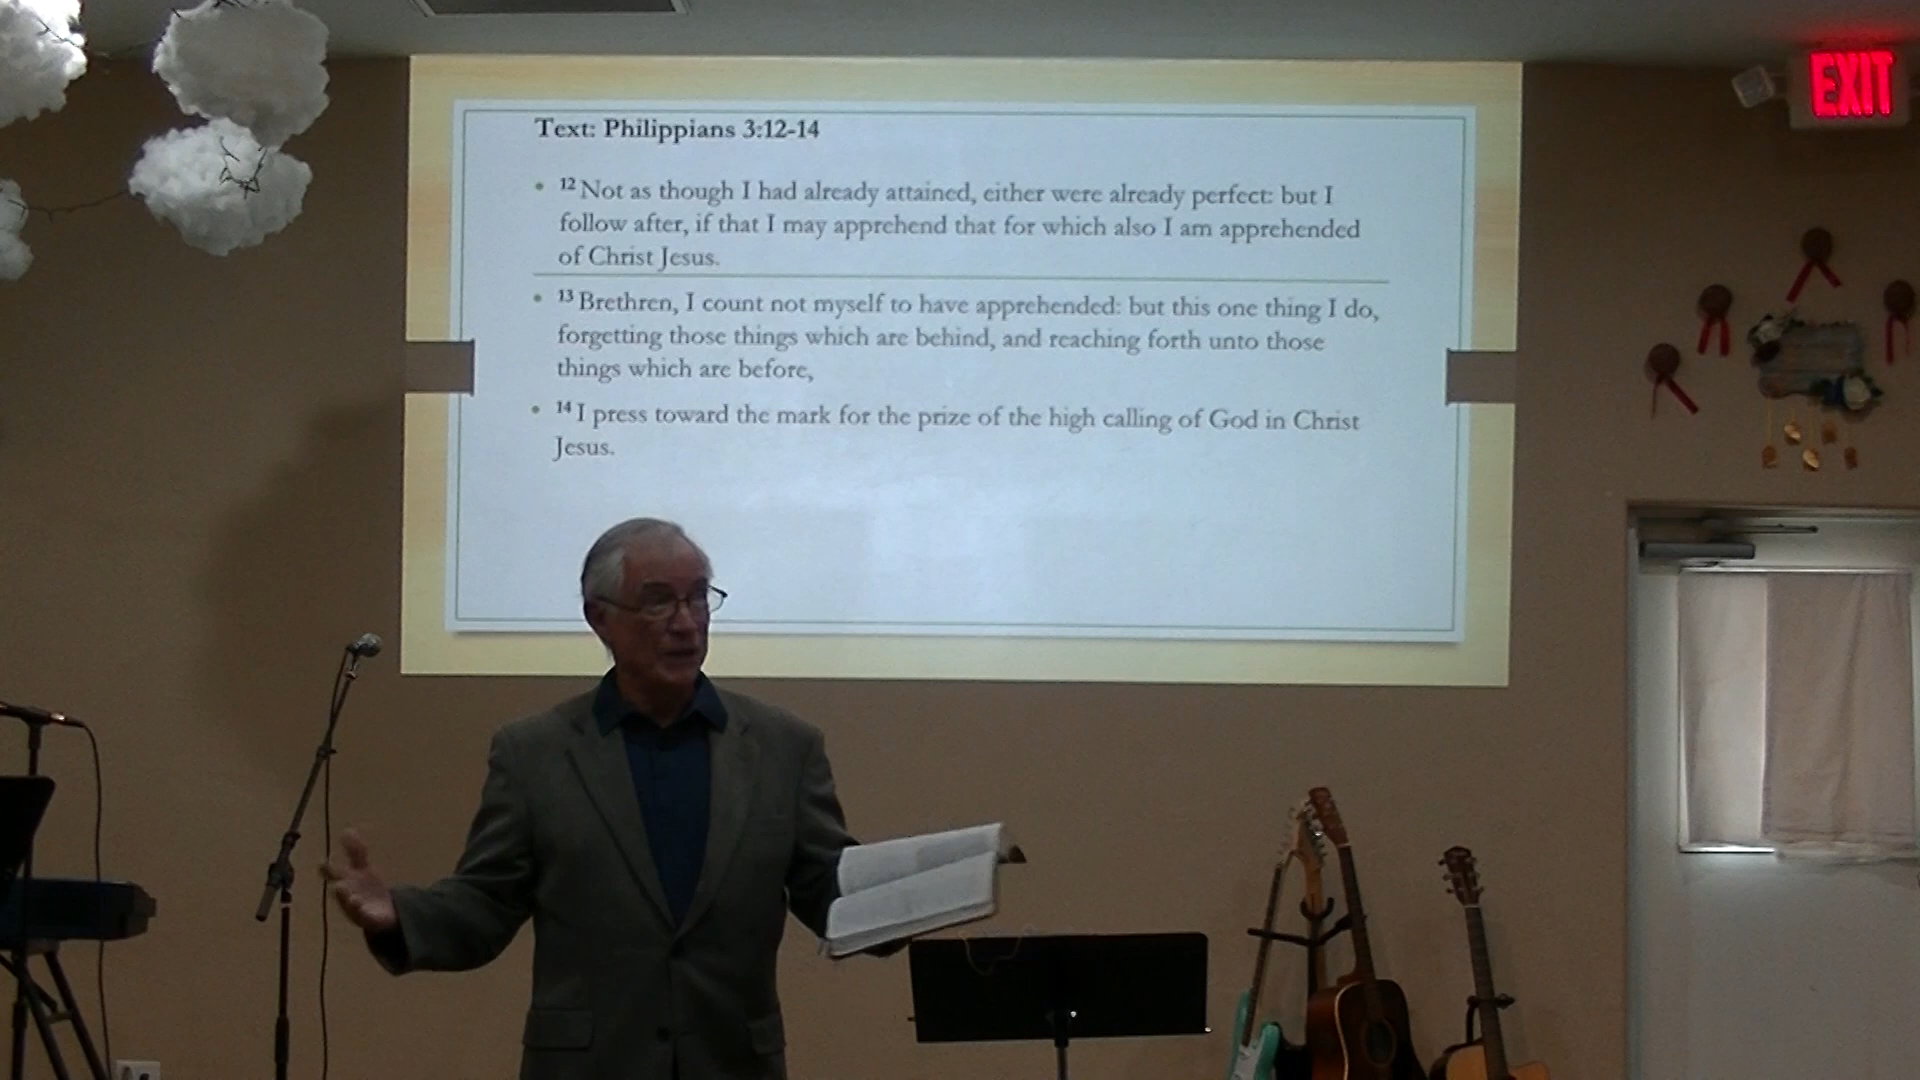 EXIT
Text: Philippians 3:12-14
• 12 Not as though I had already attained, either were already perfect: but I
follow after, if that I may apprehend that for which also I am apprehended
of Christ Jesus.
• 13 Brethren, I count not myself to have apprehended: but this one thing I do,
forgetting those things which are behind, and reaching forth unto those
things which are before,
• 14 I press toward the mark for the prize of the high calling of God in Christ
Jesus.